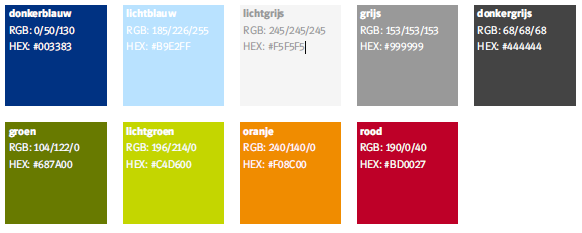 donkerblauw
RGB: 0/50/130
HEX: #003383
lichtblauw
RGB: 185/226/255
HEX: #B9E2FF
lichtgrijs
RGB: 245/245/245
HEX: #F5F5F5
grijs
RGB: 153/153/153
HEX: #999999
donkergrijs
RGB: 68/68/68
HEX: #444444
groen
RGB: 104/122/0
HEX: #687A00
lichtgroen
RGB: 196/214/0
HEX: #C4D600
oranje
RGB: 240/140/0
HEX: #F08C00
rood
RGB: 190/0/40
HEX: #BD0027